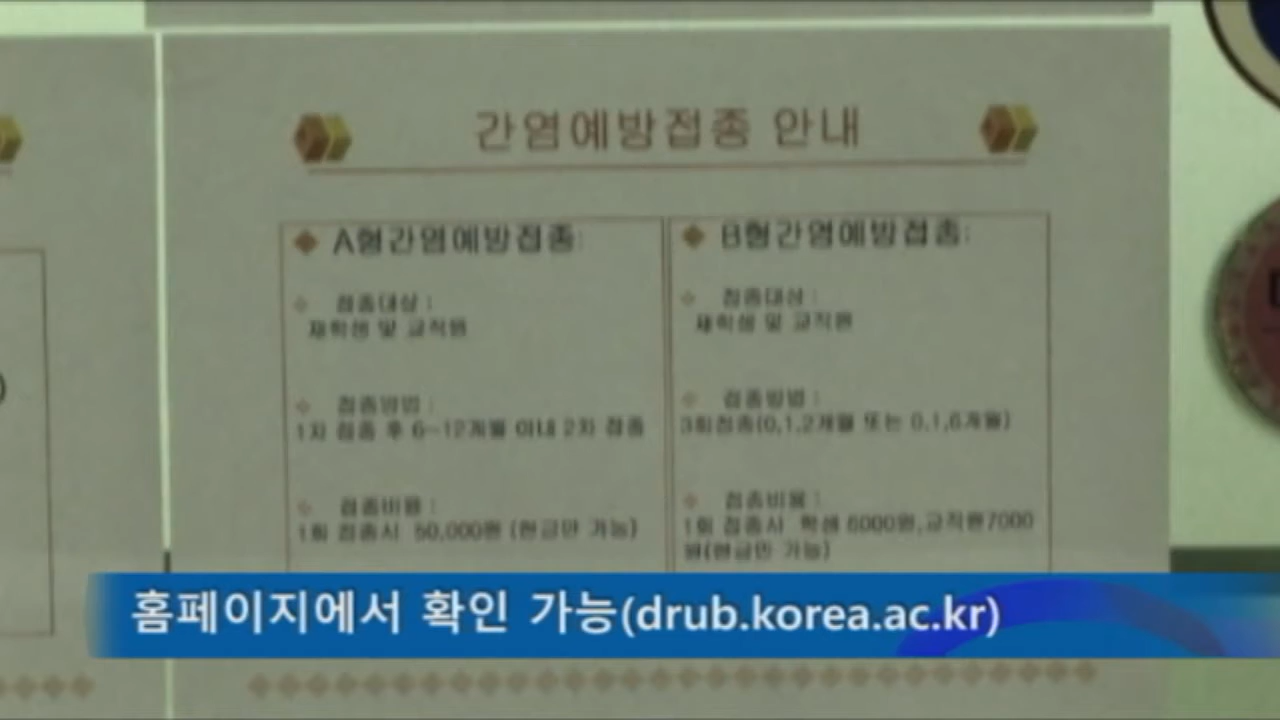 간염예방접종 안내
A형간염예방접종:
접종대상 :
재학생 및 교직원
접종방법 :
1차 접종 후 6~12개월 이내 2차 접종
접종비용 :
1회 접종시 50,000원 (현금만 가능)
B형간염예방접종:
접종대상 :
재학생 및 교직원
접종방법 :
3회접종(0,1,2개월 또는 0,1,6개월)
접종비용 :
1회 접종시 학생 6000원,교직원7000
원(현금만 가능)
홈페이지에서 확인 가능(drub.korea.ac.kr)